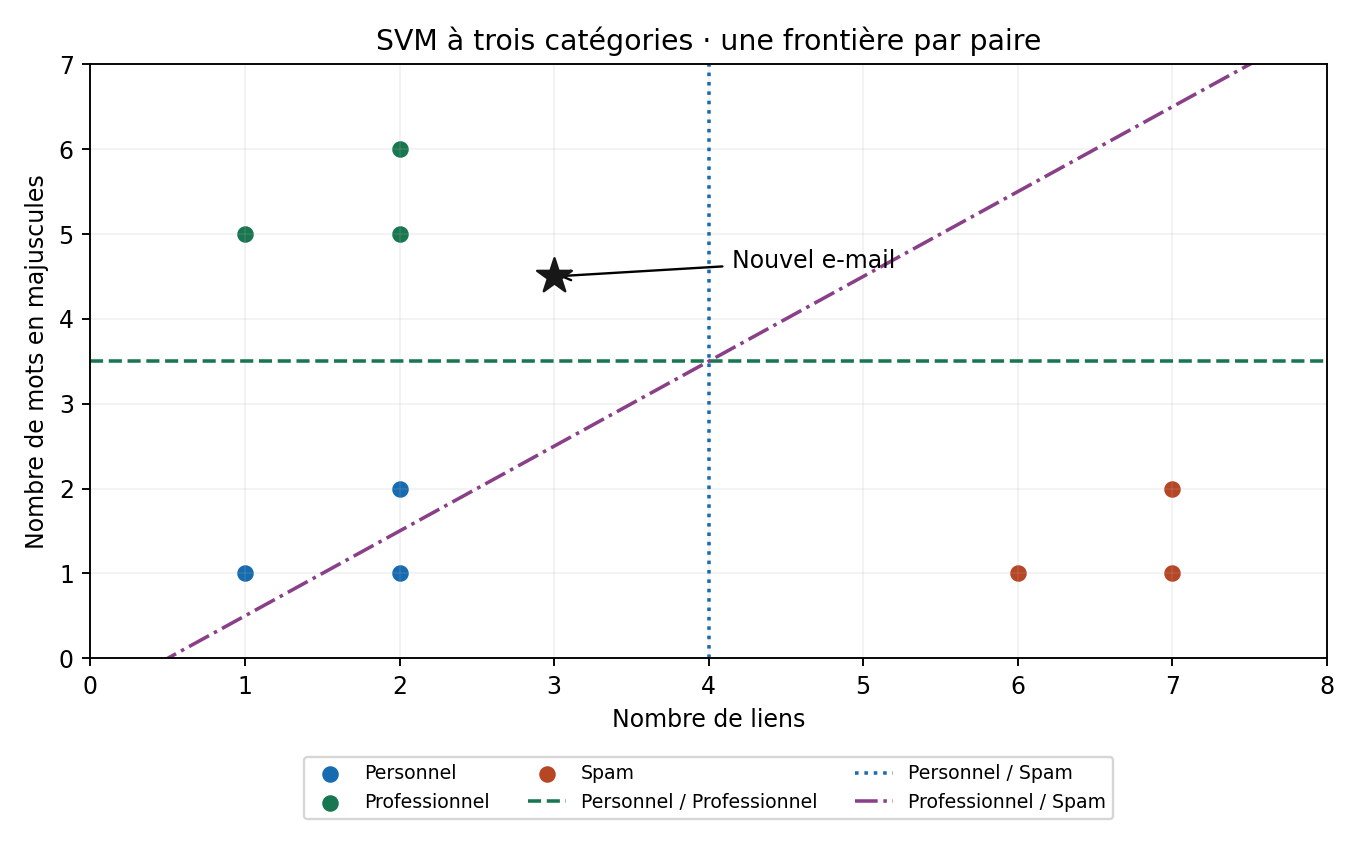 SVM à trois catégories · une frontière par paire
Nombre de mots en majuscules
7
6
5
4
3
2
1
0
Nouvel e-mail
0 1 2 3 4 5 6 7 8
Nombre de liens
Personnel Spam Personnel / Spam
Professionnel Personnel / Professionnel Professionnel / Spam